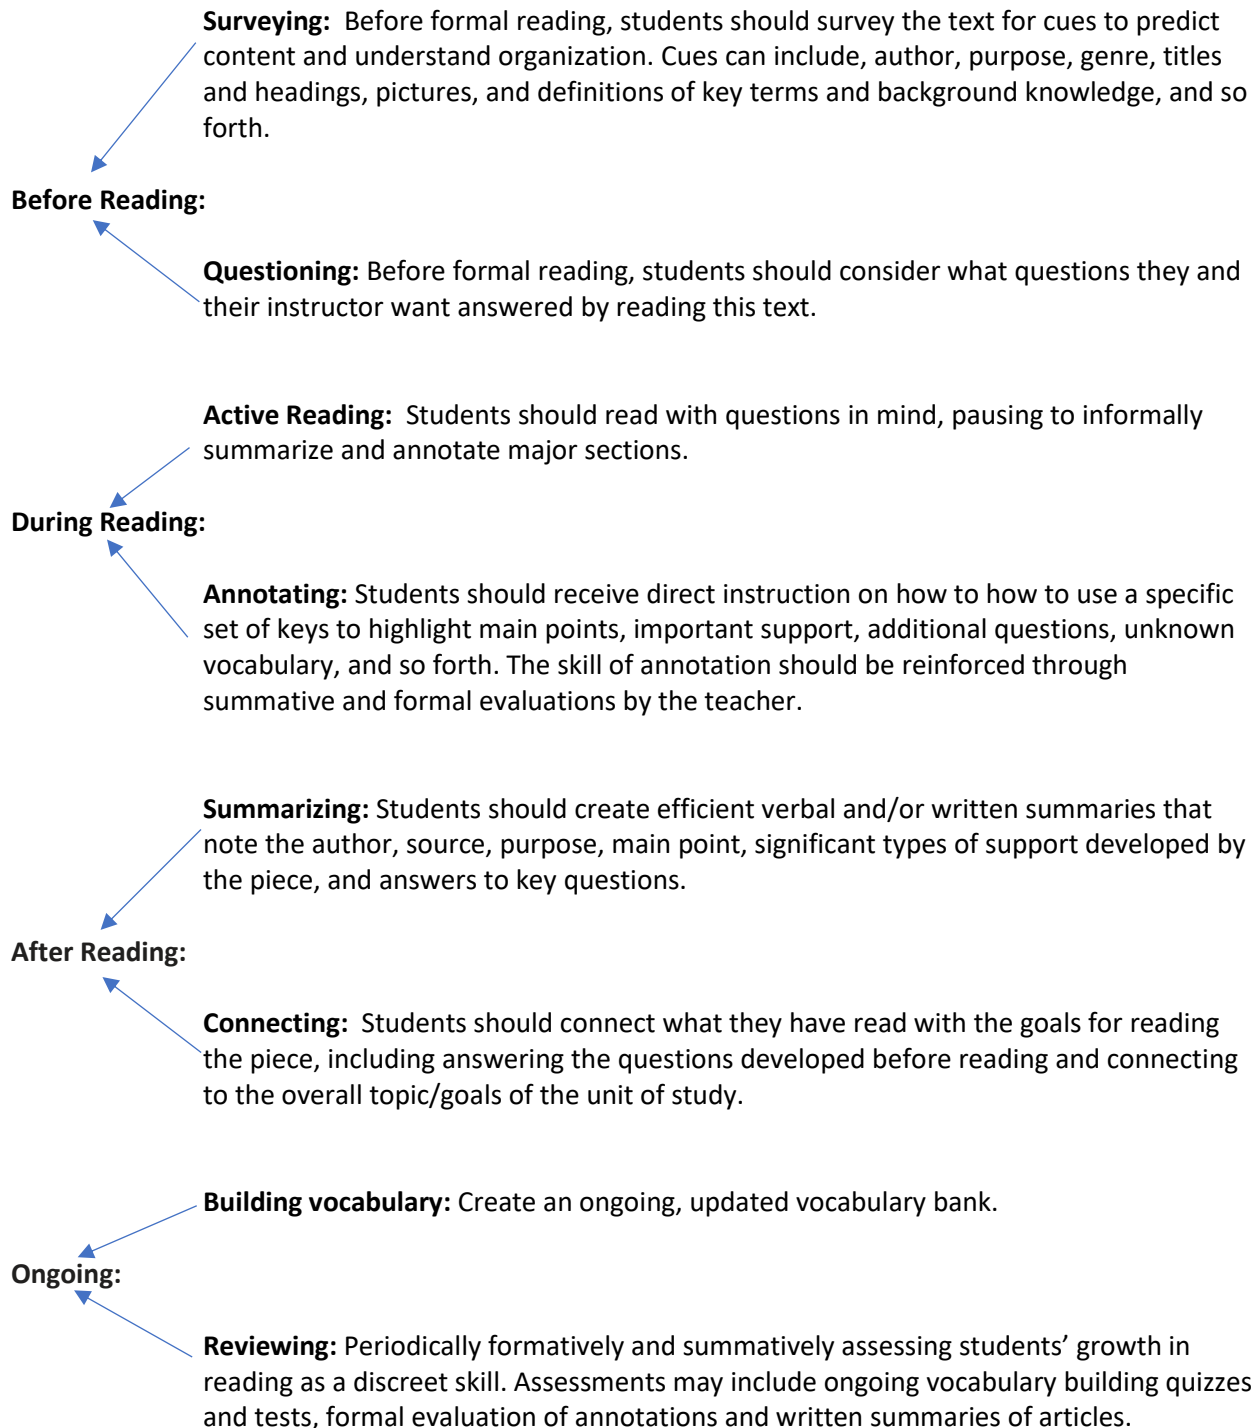 Surveying: Before formal reading, students should survey the text for cues to predict
content and understand organization. Cues can include, author, purpose, genre, titles
and headings, pictures, and definitions of key terms and background knowledge, and so
forth.
Before Reading:
Questioning: Before formal reading, students should consider what questions they and
their instructor want answered by reading this text.
Active Reading: Students should read with questions in mind, pausing to informally
summarize and annotate major sections.
During Reading:
Annotating: Students should receive direct instruction on how to how to use a specific
set of keys to highlight main points, important support, additional questions, unknown
vocabulary, and so forth. The skill of annotation should be reinforced through
summative and formal evaluations by the teacher.
Summarizing: Students should create efficient verbal and/or written summaries that
note the author, source, purpose, main point, significant types of support developed by
the piece, and answers to key questions.
After Reading:
Connecting: Students should connect what they have read with the goals for reading
the piece, including answering the questions developed before reading and connecting
to the overall topic/goals of the unit of study.
Building vocabulary: Create an ongoing, updated vocabulary bank.
Ongoing:
Reviewing: Periodically formatively and summatively assessing students’ growth in
reading as a discreet skill. Assessments may include ongoing vocabulary building quizzes
and tests, formal evaluation of annotations and written summaries of articles.